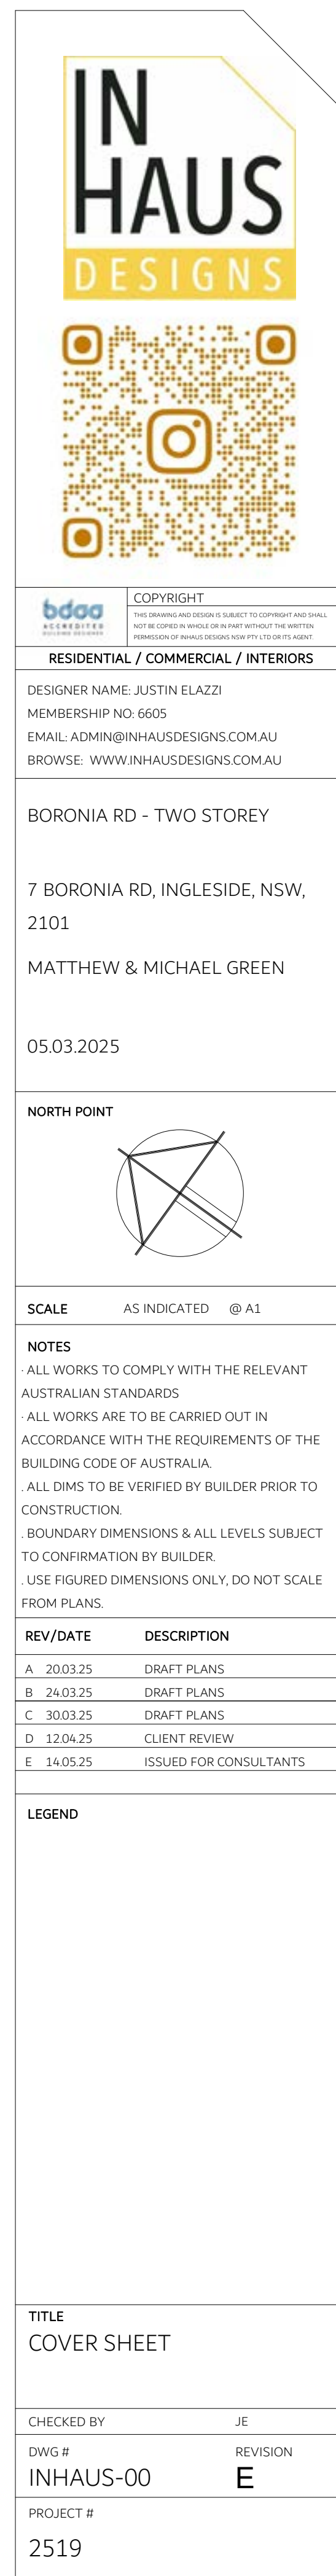 IN
HAUS
DESIGNS
bdaa
ACCREDITED
BUILDING DESIGNER
COPYRIGHT
THIS DRAWING AND DESIGN IS SUBJECT TO COPYRIGHT AND SHALL
NOT BE COPIED IN WHOLE OR IN PART WITHOUT THE WRITTEN
PERMISSION OF INHAUS DESIGNS NSW PTY LTD OR ITS AGENT.
RESIDENTIAL / COMMERCIAL / INTERIORS
DESIGNER NAME: JUSTIN ELAZZI
MEMBERSHIP NO: 6605
EMAIL: ADMIN@INHAUSDESIGNS.COM.AU
BROWSE: WWW.INHAUSDESIGNS.COM.AU
BORONIA RD - TWO STOREY
7 BORONIA RD, INGLESIDE, NSW,
2101
MATTHEW & MICHAEL GREEN
05.03.2025
NORTH POINT
SCALE AS INDICATED @ A1
NOTES
· ALL WORKS TO COMPLY WITH THE RELEVANT
AUSTRALIAN STANDARDS
· ALL WORKS ARE TO BE CARRIED OUT IN
ACCORDANCE WITH THE REQUIREMENTS OF THE
BUILDING CODE OF AUSTRALIA.
. ALL DIMS TO BE VERIFIED BY BUILDER PRIOR TO
CONSTRUCTION.
. BOUNDARY DIMENSIONS & ALL LEVELS SUBJECT
TO CONFIRMATION BY BUILDER.
. USE FIGURED DIMENSIONS ONLY, DO NOT SCALE
FROM PLANS.
REV/DATE DESCRIPTION
A 20.03.25 DRAFT PLANS
B 24.03.25 DRAFT PLANS
C 30.03.25 DRAFT PLANS
D 12.04.25 CLIENT REVIEW
E 14.05.25 ISSUED FOR CONSULTANTS
LEGEND
TITLE
COVER SHEET
CHECKED BY JE
DWG # REVISION
INHAUS-00 E
PROJECT #
2519